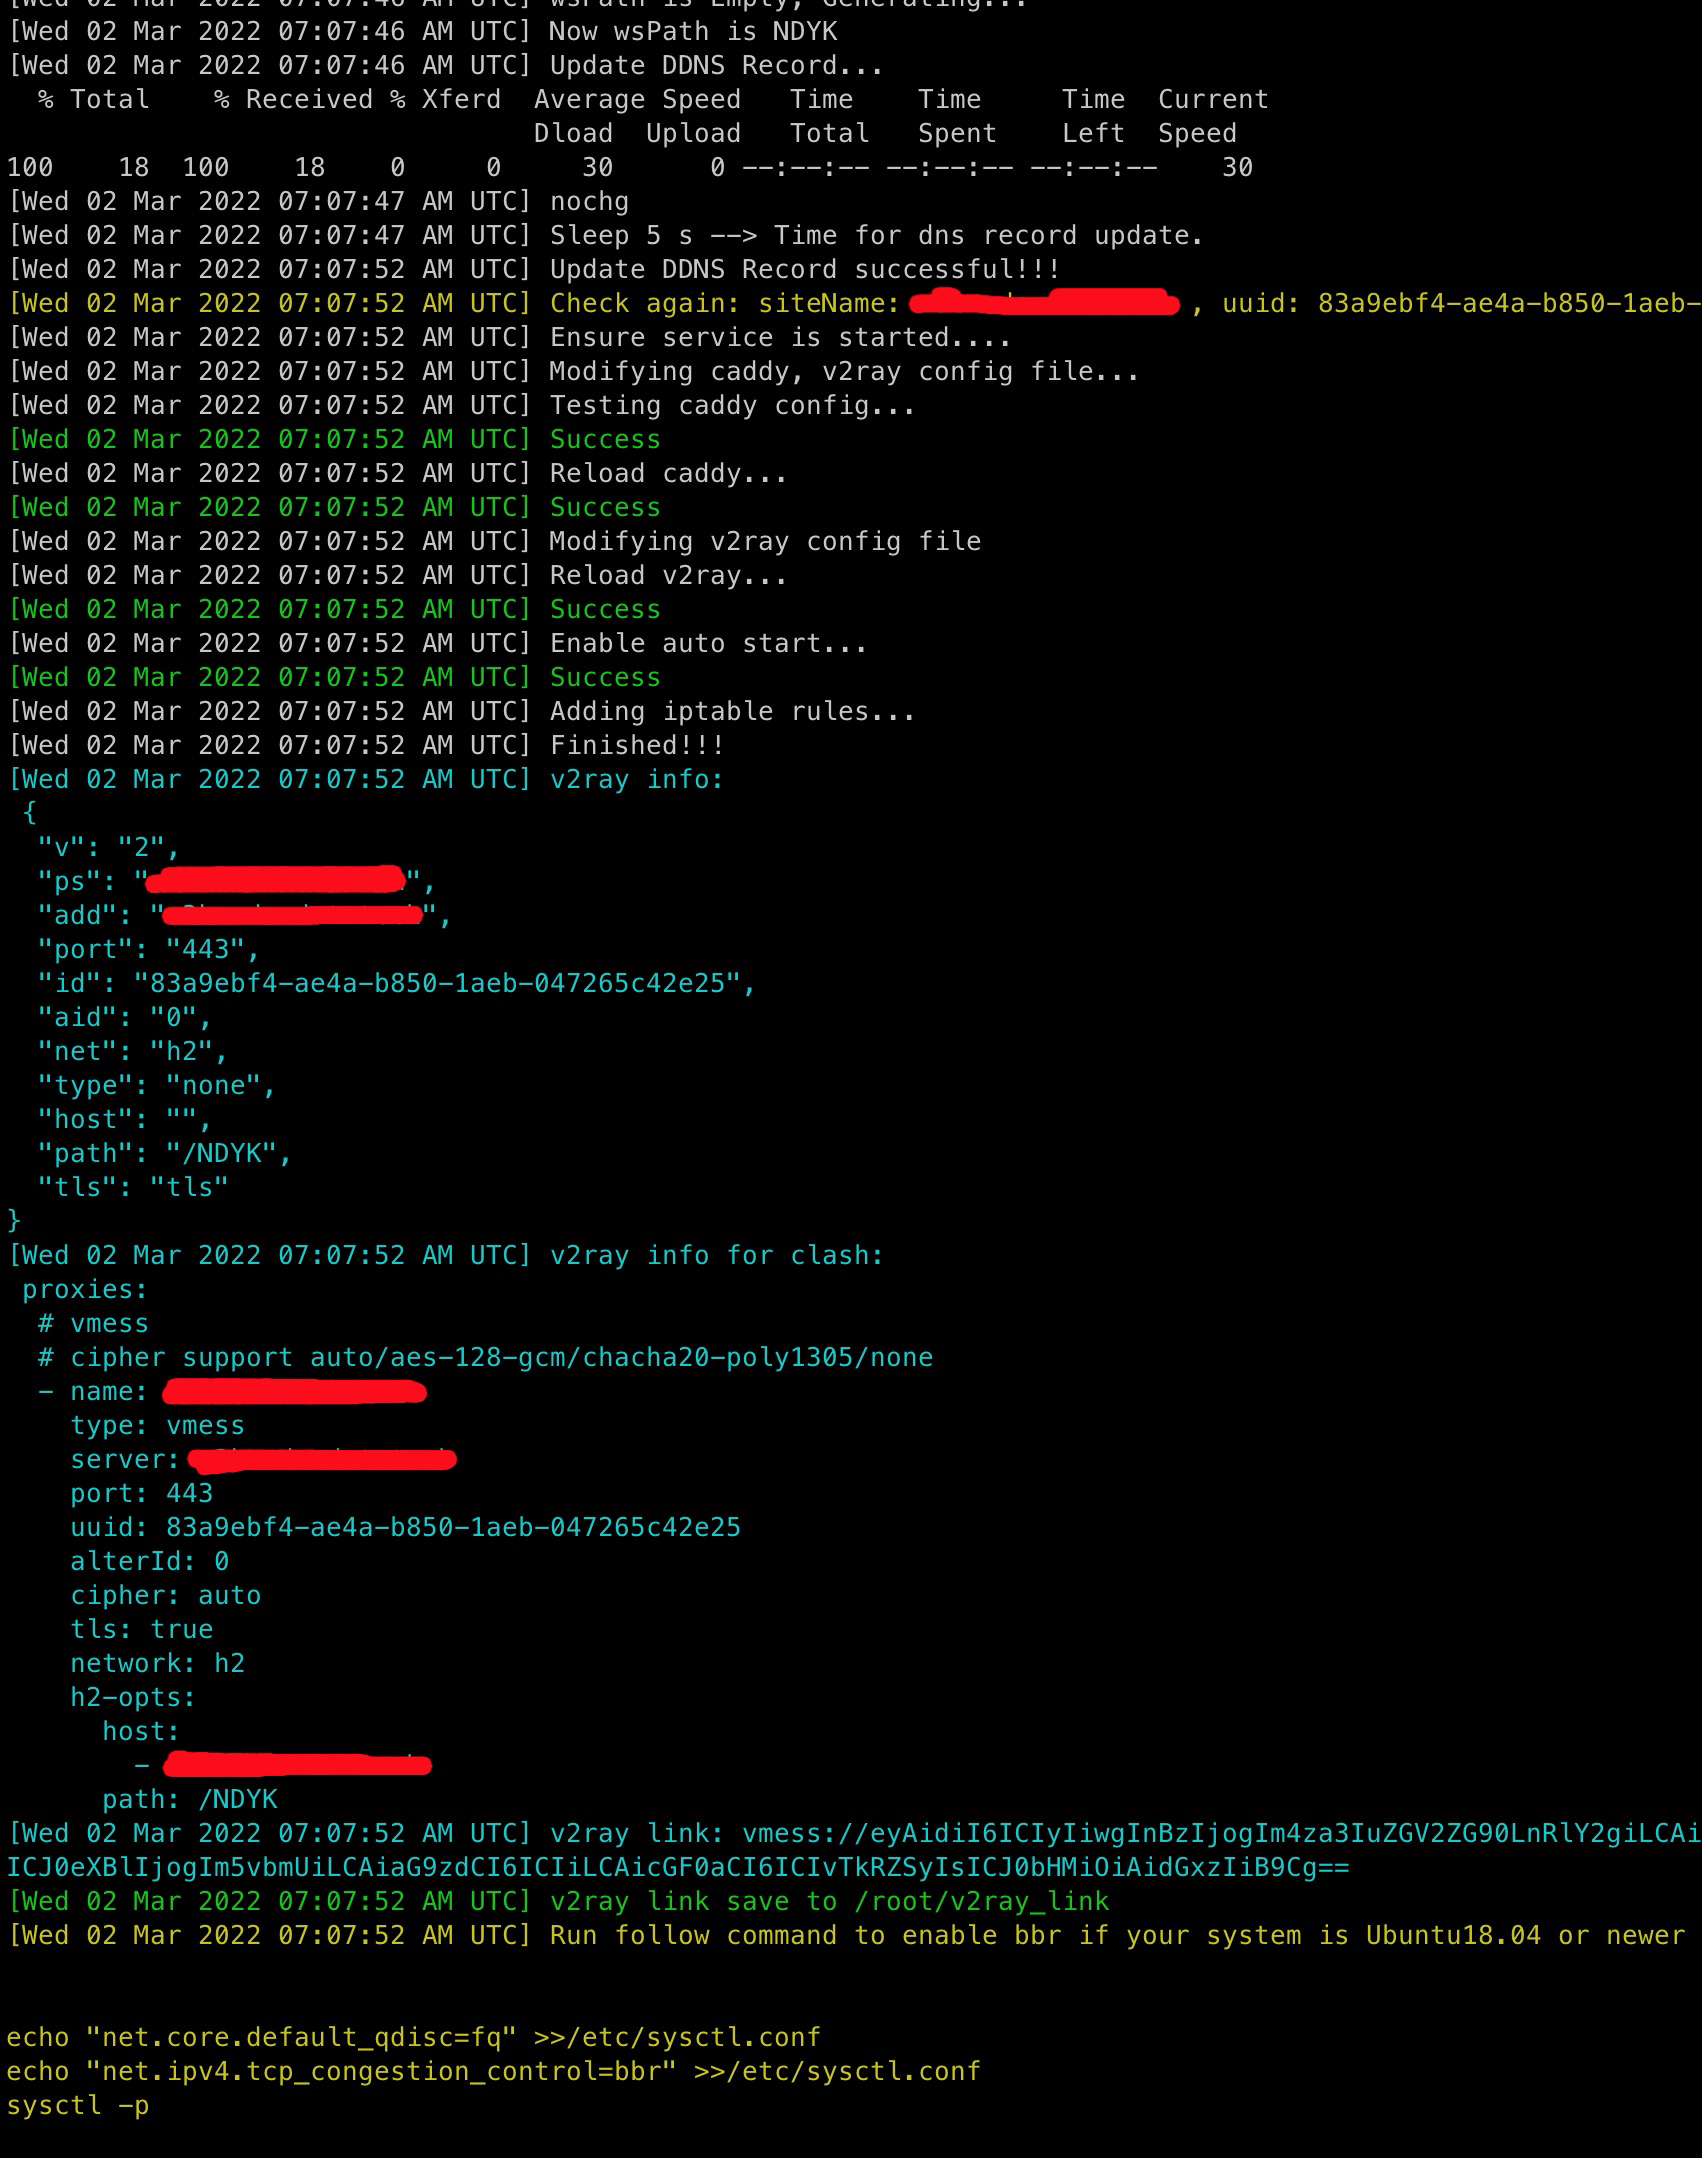 [Wed 02 Mar 2022 07:07:46 AM UTC] wsPath is Empty, Generating...
[Wed 02 Mar 2022 07:07:46 AM UTC] Now wsPath is NDYK
[Wed 02 Mar 2022 07:07:46 AM UTC] Update DDNS Record...
% Total % Received % Xferd Average Speed Time Time Time Current
Dload Upload Total Spent Left Speed
100 18 100 18 0 0 30 0 --:--:-- --:--:-- --:--:-- 30
[Wed 02 Mar 2022 07:07:47 AM UTC] nochg
[Wed 02 Mar 2022 07:07:47 AM UTC] Sleep 5 s --> Time for dns record update.
[Wed 02 Mar 2022 07:07:52 AM UTC] Update DDNS Record successful!!!
[Wed 02 Mar 2022 07:07:52 AM UTC] Check again: siteName: , uuid: 83a9ebf4-ae4a-b850-1aeb-
[Wed 02 Mar 2022 07:07:52 AM UTC] Ensure service is started....
[Wed 02 Mar 2022 07:07:52 AM UTC] Modifying caddy, v2ray config file...
[Wed 02 Mar 2022 07:07:52 AM UTC] Testing caddy config...
[Wed 02 Mar 2022 07:07:52 AM UTC] Success
[Wed 02 Mar 2022 07:07:52 AM UTC] Reload caddy...
[Wed 02 Mar 2022 07:07:52 AM UTC] Success
[Wed 02 Mar 2022 07:07:52 AM UTC] Modifying v2ray config file
[Wed 02 Mar 2022 07:07:52 AM UTC] Reload v2ray...
[Wed 02 Mar 2022 07:07:52 AM UTC] Success
[Wed 02 Mar 2022 07:07:52 AM UTC] Enable auto start...
[Wed 02 Mar 2022 07:07:52 AM UTC] Success
[Wed 02 Mar 2022 07:07:52 AM UTC] Adding iptable rules...
[Wed 02 Mar 2022 07:07:52 AM UTC] Finished!!!
[Wed 02 Mar 2022 07:07:52 AM UTC] v2ray info:
{
"v": "2",
"ps": "",
"add": "",
"port": "443",
"id": "83a9ebf4-ae4a-b850-1aeb-047265c42e25",
"aid": "0",
"net": "h2",
"type": "none",
"host": "",
"path": "/NDYK",
"tls": "tls"
}
[Wed 02 Mar 2022 07:07:52 AM UTC] v2ray info for clash:
proxies:
# vmess
# cipher support auto/aes-128-gcm/chacha20-poly1305/none
- name:
type: vmess
server:
port: 443
uuid: 83a9ebf4-ae4a-b850-1aeb-047265c42e25
alterId: 0
cipher: auto
tls: true
network: h2
h2-opts:
host:
-
path: /NDYK
[Wed 02 Mar 2022 07:07:52 AM UTC] v2ray link: vmess://eyAidiI6ICIyIiwgInBzIjogIm4za3IuZGV2ZG90LnRlY2giLCAi
ICJ0eXBlIjogIm5vbmUiLCAiaG9zdCI6ICIiLCAicGF0aCI6ICIvTkRZSyIsICJ0bHMiOiAidGxzIiB9Cg==
[Wed 02 Mar 2022 07:07:52 AM UTC] v2ray link save to /root/v2ray_link
[Wed 02 Mar 2022 07:07:52 AM UTC] Run follow command to enable bbr if your system is Ubuntu18.04 or newer
echo "net.core.default_qdisc=fq" >>/etc/sysctl.conf
echo "net.ipv4.tcp_congestion_control=bbr" >>/etc/sysctl.conf
sysctl -p